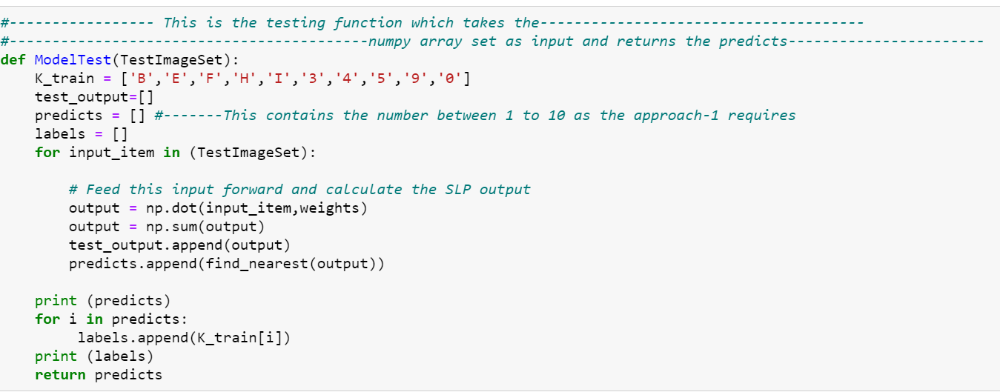 #----------------- This is the testing function which takes the--------------------------------------
#------------------------------------------numpy array set as input and returns the predicts-----------------------
def ModelTest(TestImageSet):
    K_train = ['B','E','F','H','I','3','4','5','9','0']
    test_output=[]
    predicts = [] #-------This contains the number between 1 to 10 as the approach-1 requires
    labels = []
    for input_item in (TestImageSet):
        # Feed this input forward and calculate the SLP output
        output = np.dot(input_item,weights)
        output = np.sum(output)
        test_output.append(output)
        predicts.append(find_nearest(output))
    print (predicts)
    for i in predicts:
         labels.append(K_train[i])
    print (labels)
    return predicts